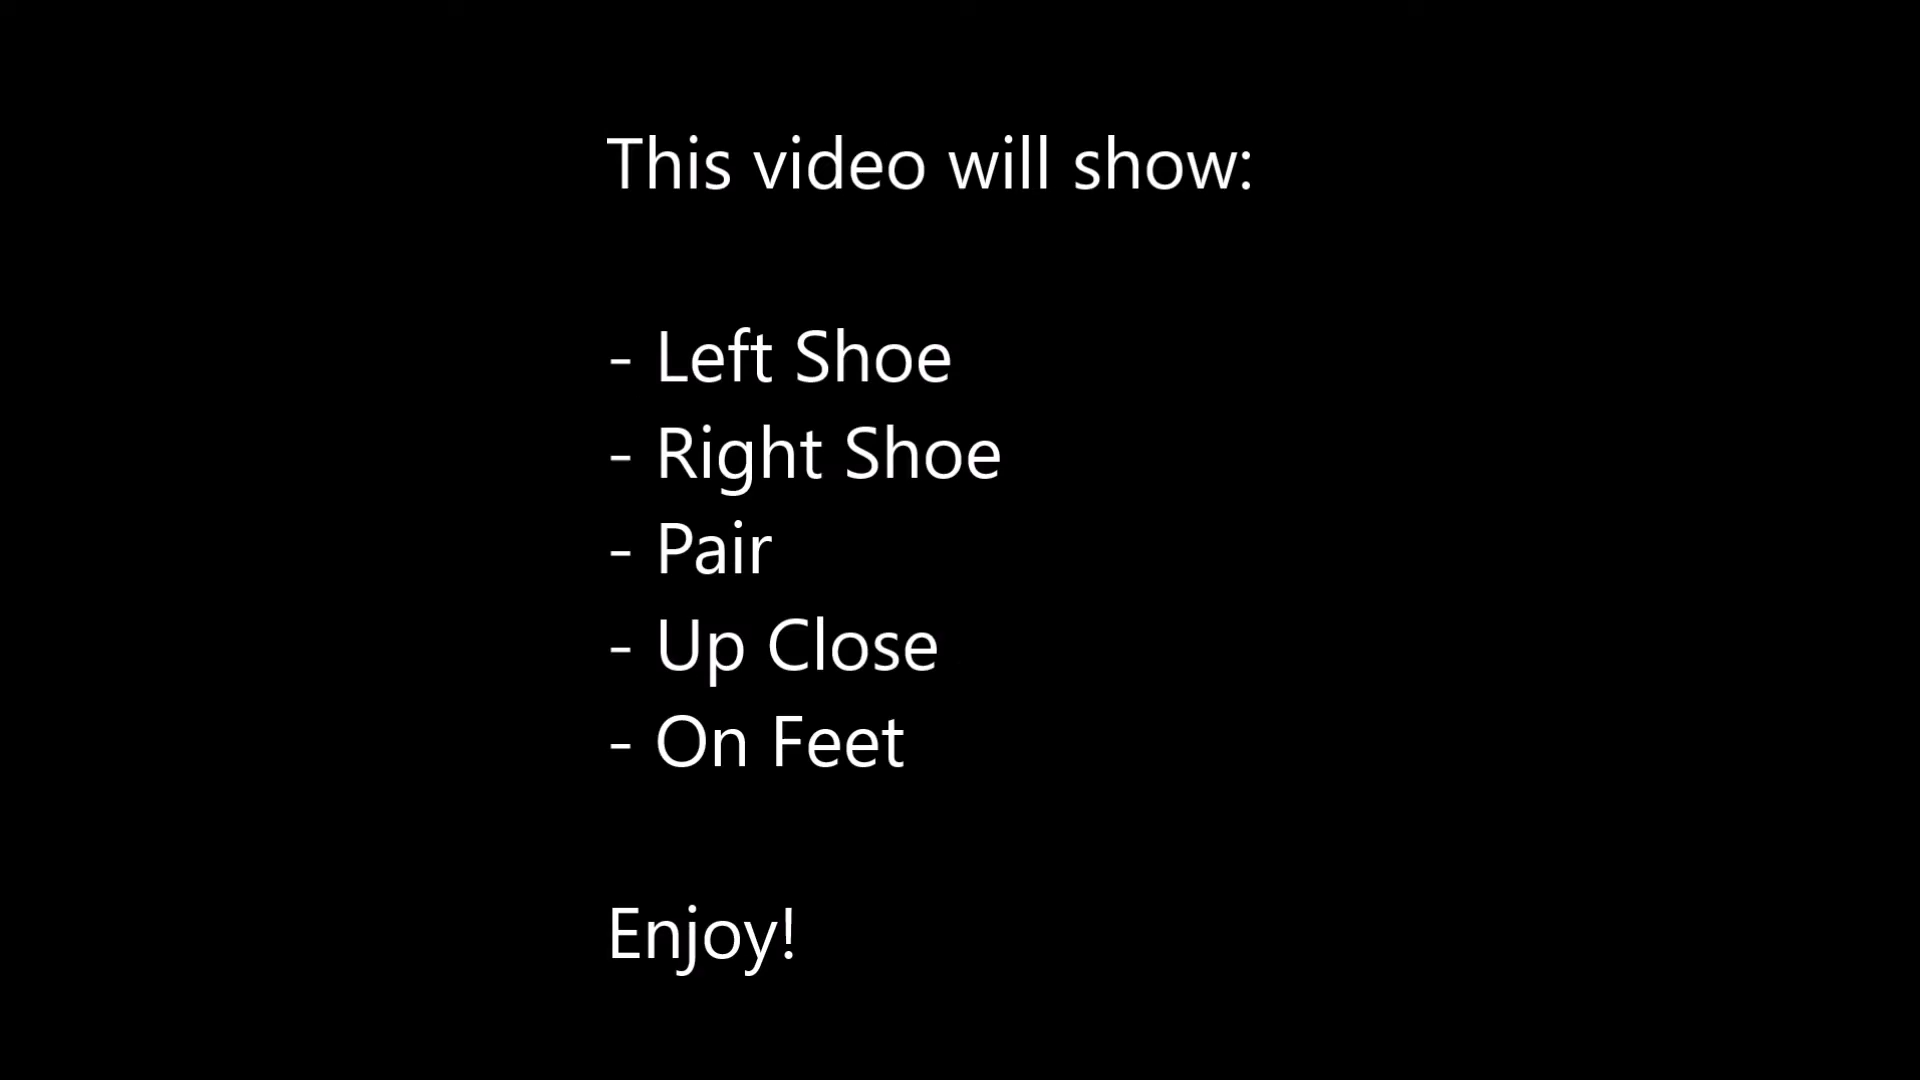 This video will show:
- Left Shoe
- Right Shoe
- Pair
- Up Close
- On Feet
Enjoy!